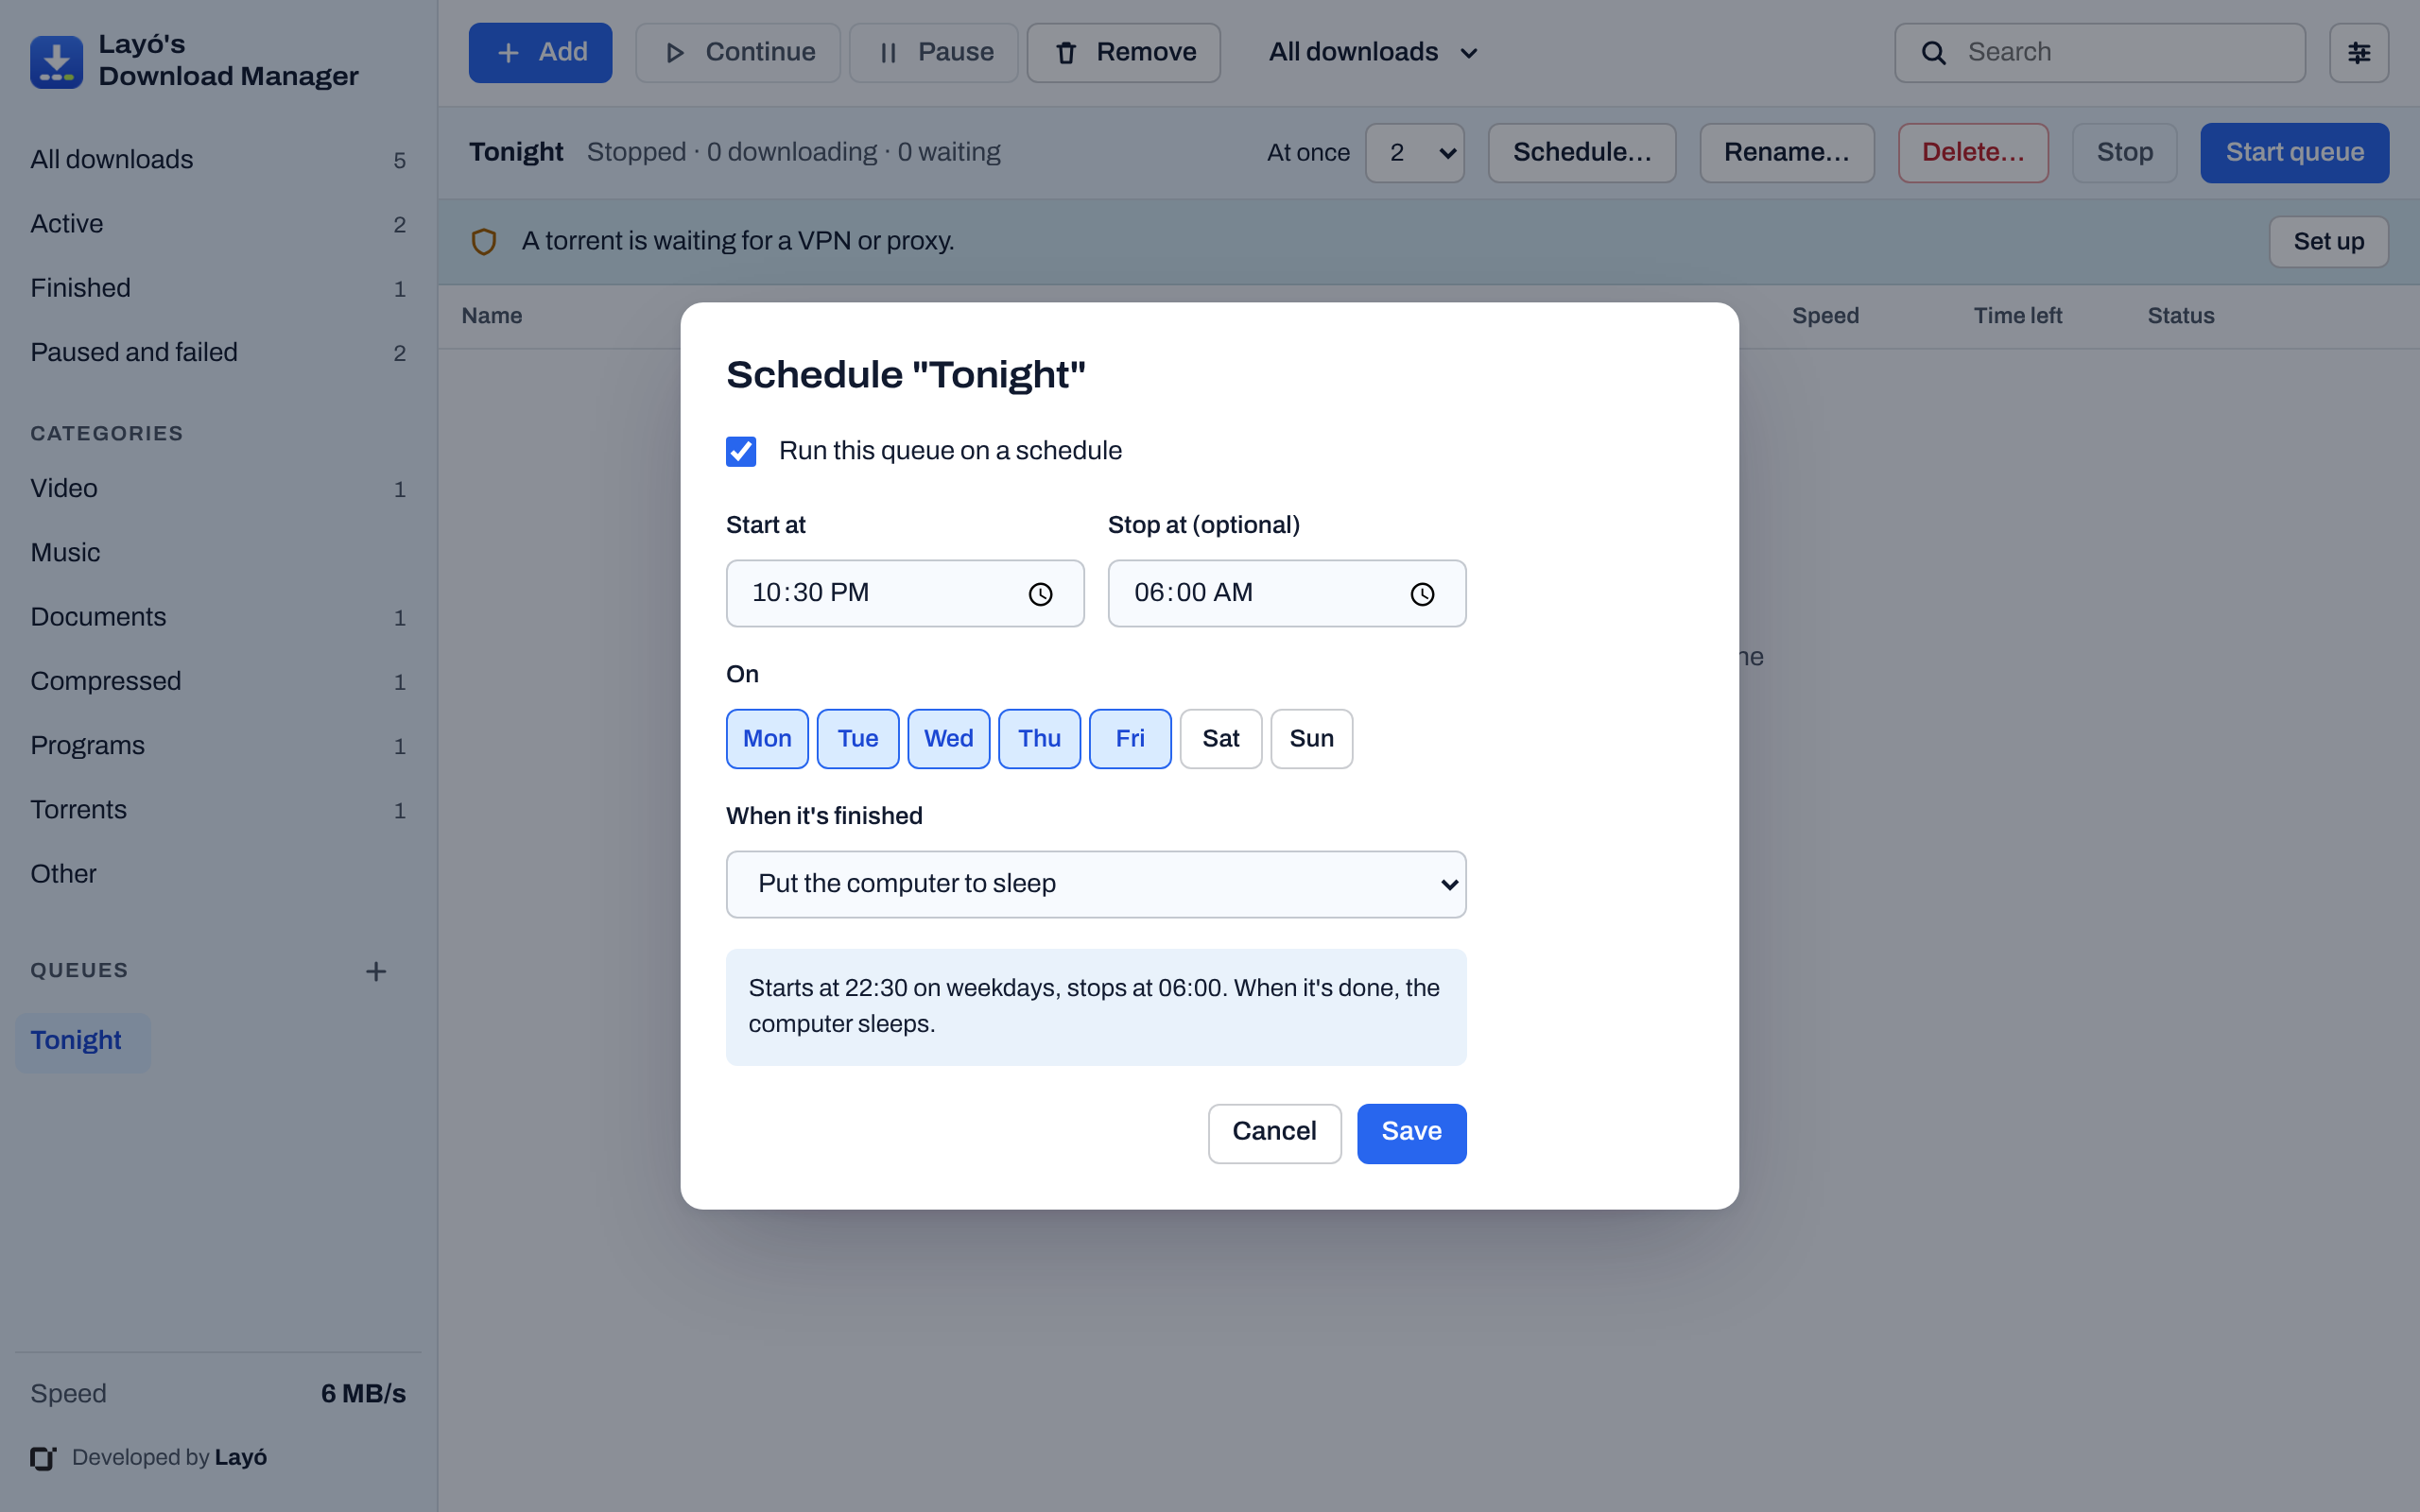 Layó's
Download Manager
Add
Continue
Pause
Remove
All downloads
Search
All downloads 5
Active 2
Finished 1
Paused and failed 2
CATEGORIES
Video 1
Music
Documents 1
Compressed 1
Programs 1
Torrents 1
Other
QUEUES
Tonight
Speed 6 MB/s
Developed by Layó
Tonight Stopped · 0 downloading · 0 waiting
At once 2
Schedule...
Rename...
Delete...
Stop
Start queue
A torrent is waiting for a VPN or proxy.
Set up
Name
Speed
Time left
Status
Schedule "Tonight"
Run this queue on a schedule
Start at
Stop at (optional)
10:30 PM
06:00 AM
On
Mon Tue Wed Thu Fri Sat Sun
When it's finished
Put the computer to sleep
Starts at 22:30 on weekdays, stops at 06:00. When it's done, the
computer sleeps.
Cancel
Save